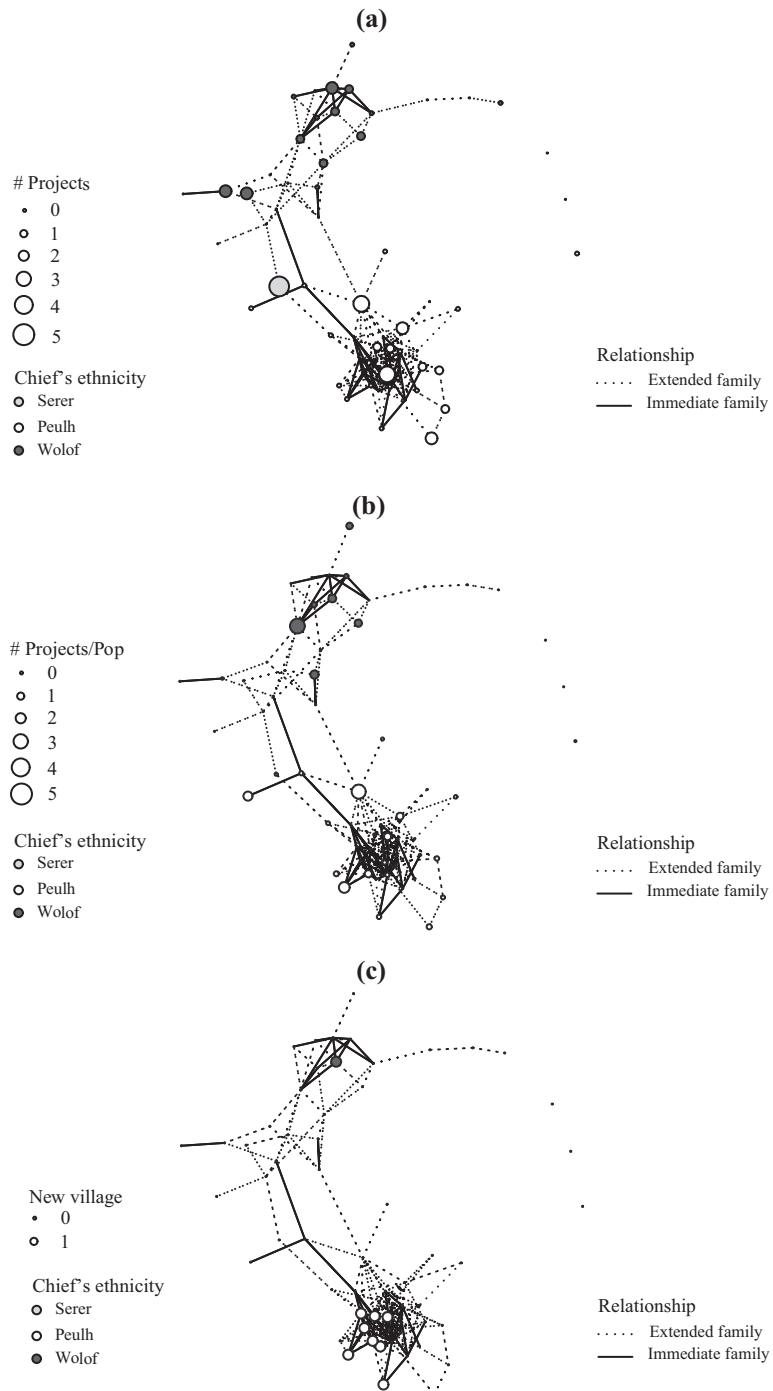 (a)
# Projects
0
1
2
3
4
5
Chief's ethnicity
Serer
Peulh
Wolof
Relationship
Extended family
Immediate family
(b)
# Projects/Pop
0
1
2
3
4
5
Chief's ethnicity
Serer
Peulh
Wolof
Relationship
Extended family
Immediate family
(c)
New village
0
1
Chief's ethnicity
Serer
Peulh
Wolof
Relationship
Extended family
Immediate family